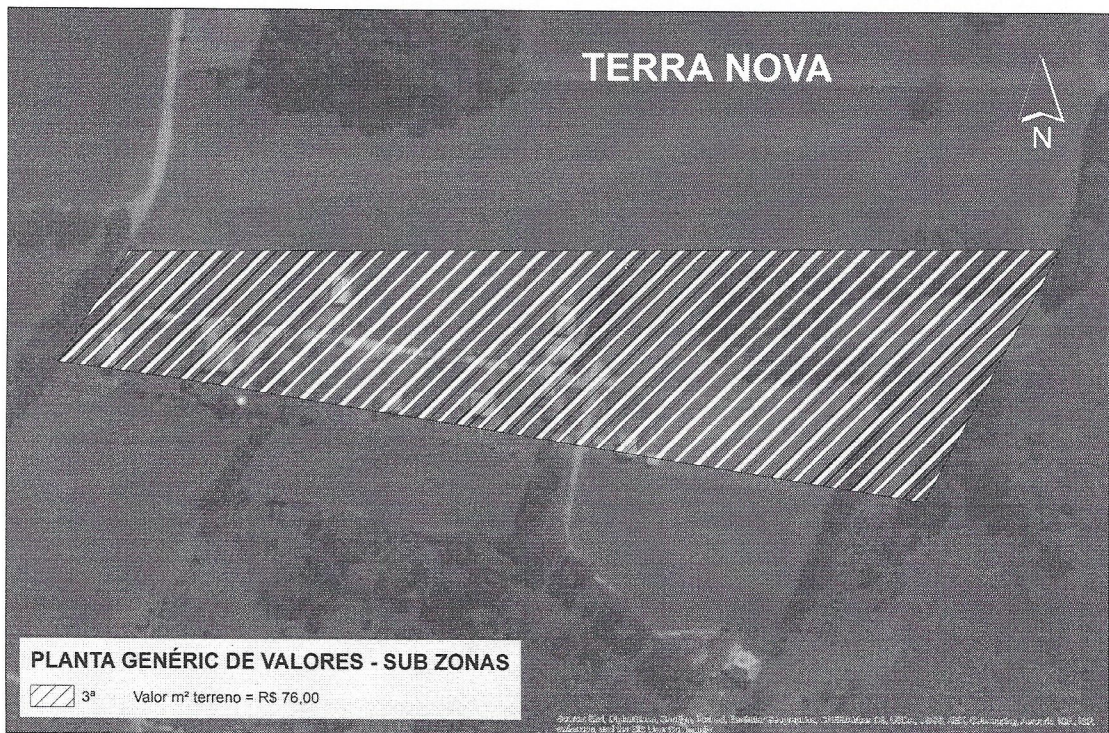 TERRA NOVA
N
PLANTA GENÉRIC DE VALORES - SUB ZONAS
3ª Valor m² terreno = R$ 76,00